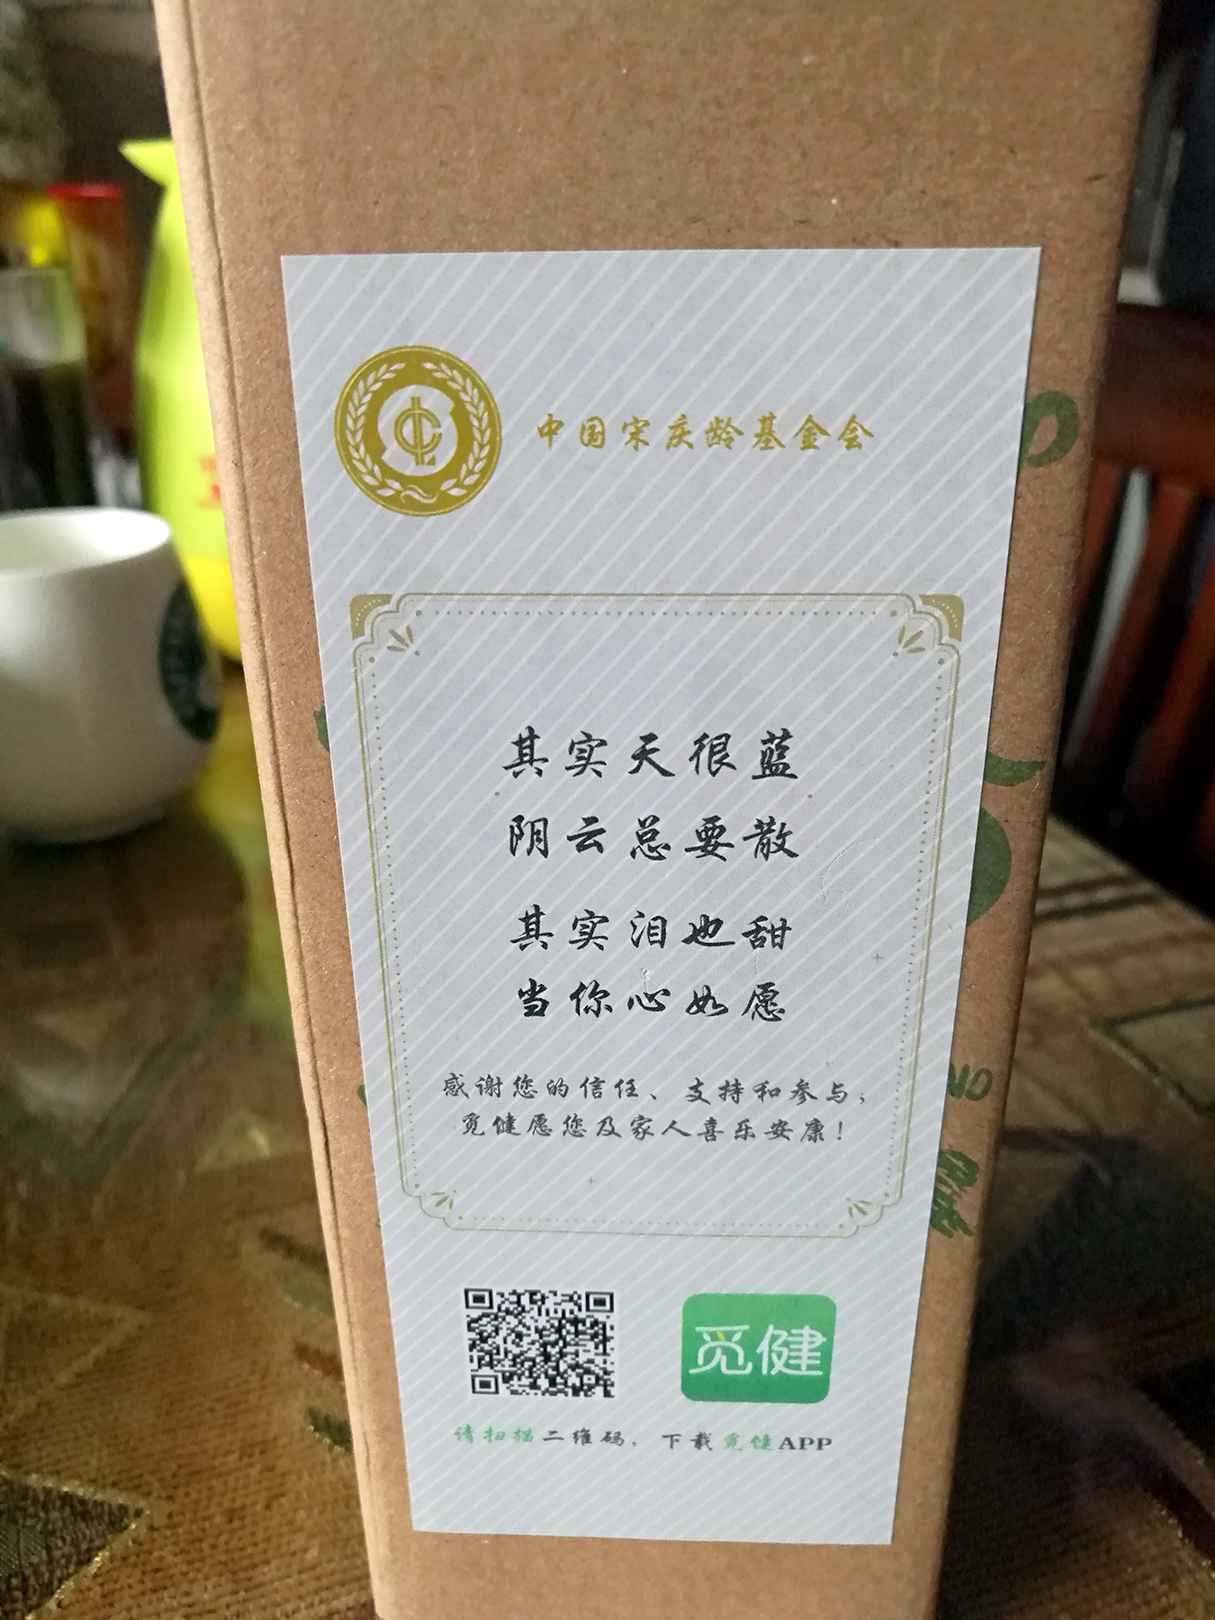 中国宋庆龄基金会
其实天很蓝
阴云总要散
其实泪也甜
当你心如愿
感谢您的信任、支持和参与，
觅健愿您及家人喜乐安康！
觅健
请扫描二维码，下载觅健APP